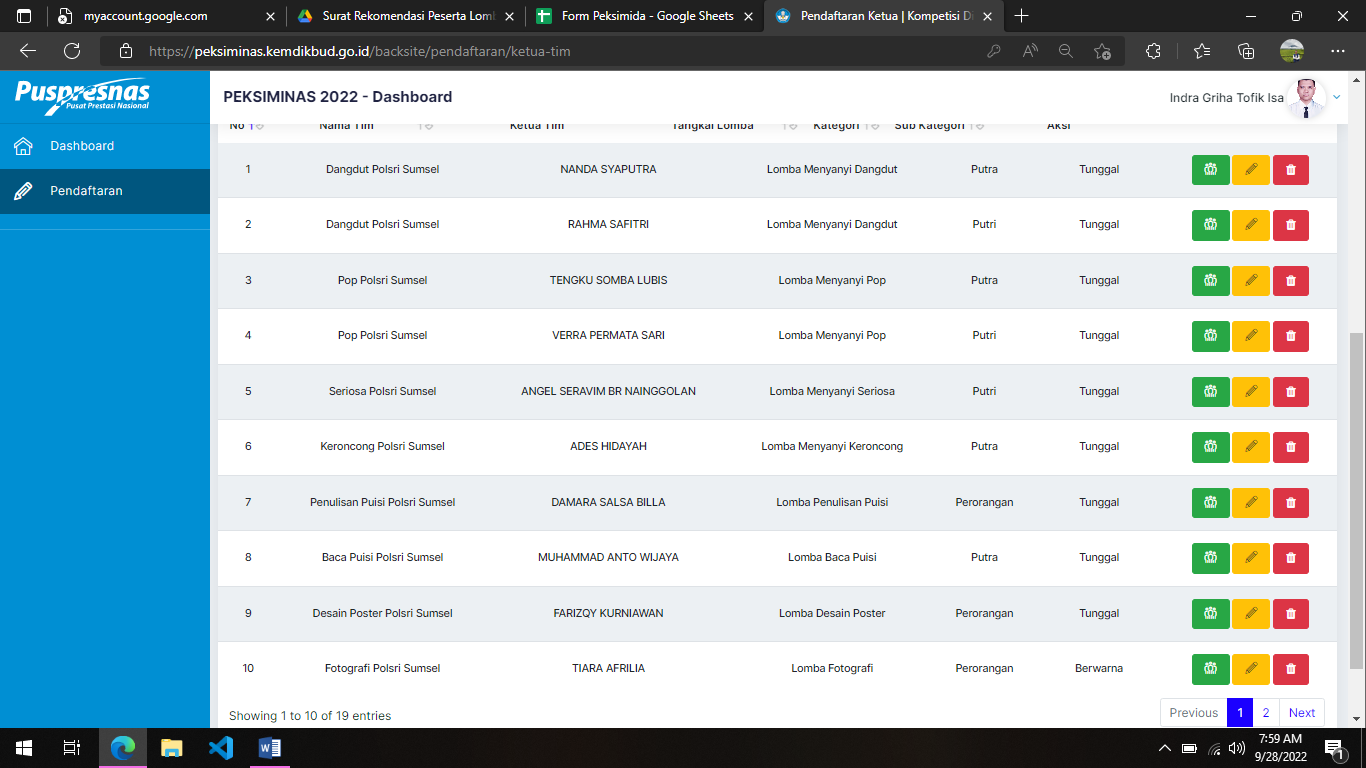 myaccount.google.com
Surat Rekomendasi Peserta Lomb
Form Peksimida - Google Sheets
Pendaftaran Ketua | Kompetisi Di
https://peksiminas.kemdikbud.go.id/backsite/pendaftaran/ketua-tim
Puspresnas
Pusat Prestasi Nasional
PEKSIMINAS 2022 - Dashboard
Indra Griha Tofik Isa
Dashboard
Pendaftaran
No Nama Tim Ketua Tim Tangkai Lomba Kategori Sub Kategori Aksi
1 Dangdut Polsri Sumsel NANDA SYAPUTRA Lomba Menyanyi Dangdut Putra Tunggal
2 Dangdut Polsri Sumsel RAHMA SAFITRI Lomba Menyanyi Dangdut Putri Tunggal
3 Pop Polsri Sumsel TENGKU SOMBA LUBIS Lomba Menyanyi Pop Putra Tunggal
4 Pop Polsri Sumsel VERRA PERMATA SARI Lomba Menyanyi Pop Putri Tunggal
5 Seriosa Polsri Sumsel ANGEL SERAVIM BR NAINGGOLAN Lomba Menyanyi Seriosa Putri Tunggal
6 Keroncong Polsri Sumsel ADES HIDAYAH Lomba Menyanyi Keroncong Putra Tunggal
7 Penulisan Puisi Polsri Sumsel DAMARA SALSA BILLA Lomba Penulisan Puisi Perorangan Tunggal
8 Baca Puisi Polsri Sumsel MUHAMMAD ANTO WIJAYA Lomba Baca Puisi Putra Tunggal
9 Desain Poster Polsri Sumsel FARIZQY KURNIAWAN Lomba Desain Poster Perorangan Tunggal
10 Fotografi Polsri Sumsel TIARA AFRILIA Lomba Fotografi Perorangan Berwarna
Showing 1 to 10 of 19 entries
Previous 1 2 Next
7:59 AM
9/28/2022
1